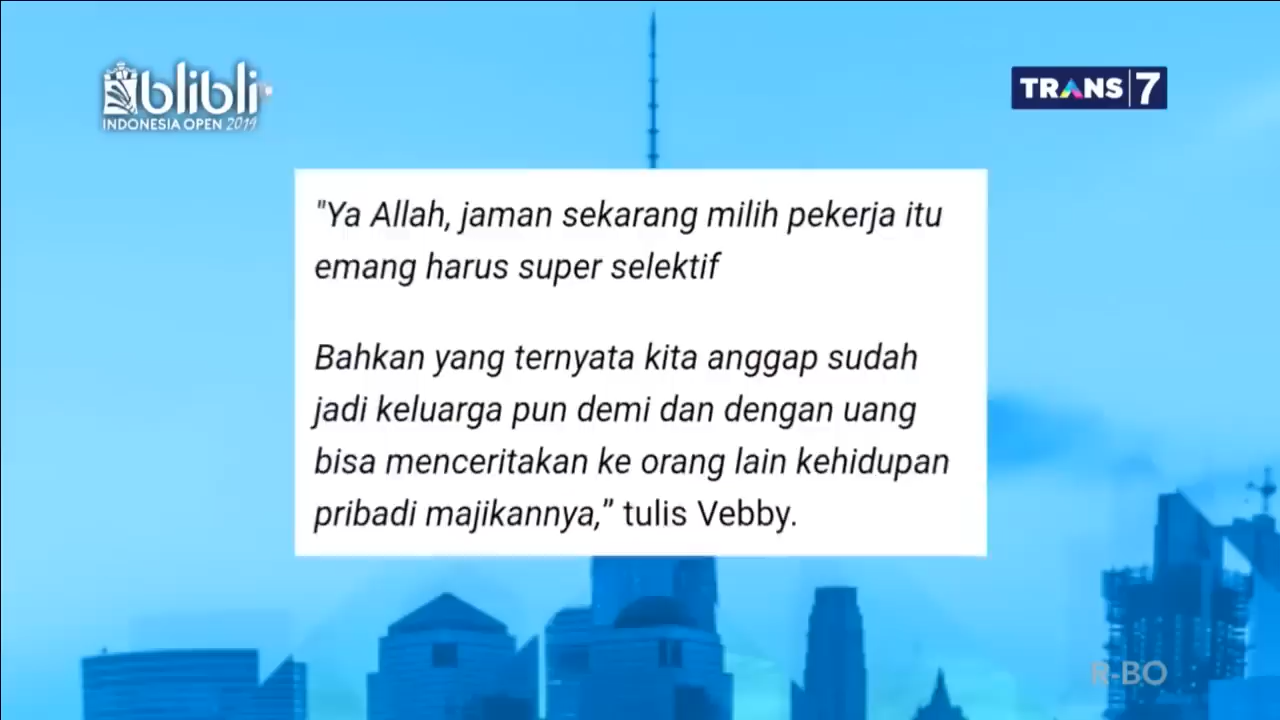 blibli
INDONESIA OPEN 2019
TRANS|7
"Ya Allah, jaman sekarang milih pekerja itu
emang harus super selektif
Bahkan yang ternyata kita anggap sudah
jadi keluarga pun demi dan dengan uang
bisa menceritakan ke orang lain kehidupan
pribadi majikannya,” tulis Vebby.
R-BO